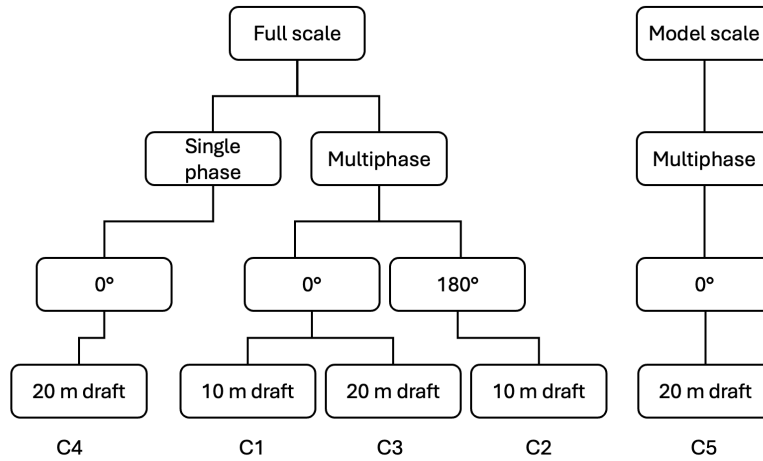 Full scale
Model scale
Single
phase
Multiphase
Multiphase
0°
0°
180°
0°
20 m draft
10 m draft
20 m draft
10 m draft
20 m draft
C4
C1
C3
C2
C5